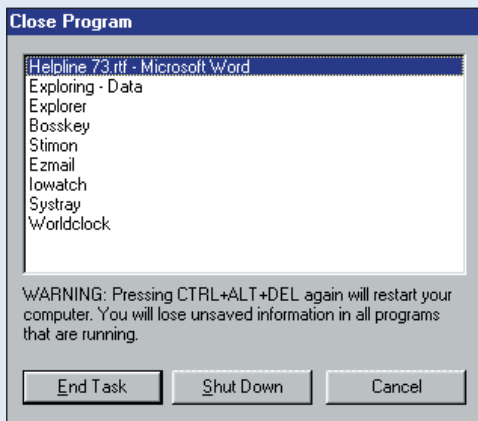 Close Program
Helpline 73.rtf - Microsoft Word
Exploring - Data
Explorer
Bosskey
Stimon
Ezmail
Iowatch
Systray
Worldclock
WARNING: Pressing CTRL+ALT+DEL again will restart your
computer. You will lose unsaved information in all programs
that are running.
End Task
Shut Down
Cancel